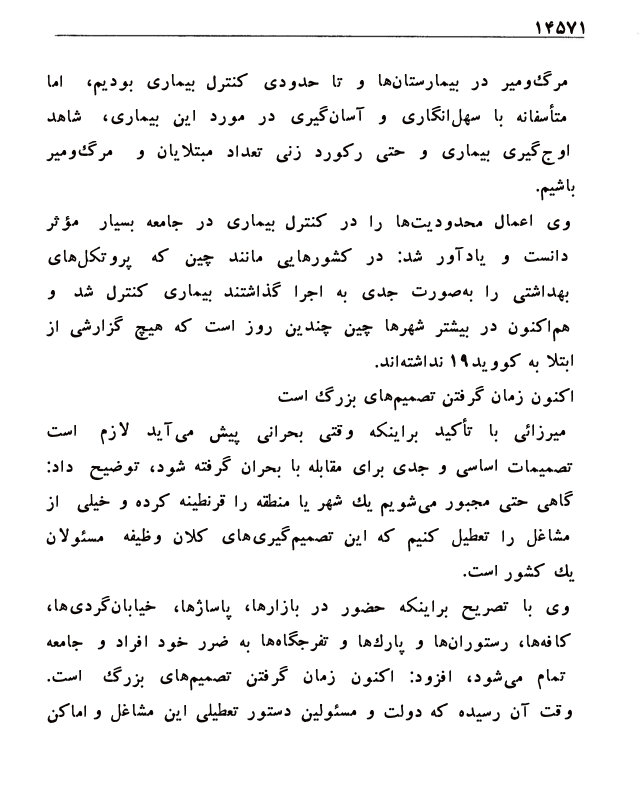 ۱۴۵۷۱
مرگ‌ومیر در بیمارستان‌ها و تا حدودی کنترل بیماری بودیم، اما
متأسفانه با سهل‌انگاری و آسان‌گیری در مورد این بیماری، شاهد
اوج‌گیری بیماری و حتی رکورد زنی تعداد مبتلایان و مرگ‌ومیر
باشیم.
وی اعمال محدودیت‌ها را در کنترل بیماری در جامعه بسیار مؤثر
دانست و یادآور شد: در کشورهایی مانند چین که پروتکل‌های
بهداشتی را به‌صورت جدی به اجرا گذاشتند بیماری کنترل شد و
هم‌اکنون در بیشتر شهرها چین چندین روز است که هیچ گزارشی از
ابتلا به کووید۱۹ نداشته‌اند.
اکنون زمان گرفتن تصمیم‌های بزرگ است
میرزائی با تأکید براینکه وقتی بحرانی پیش می‌آید لازم است
تصمیمات اساسی و جدی برای مقابله با بحران گرفته شود، توضیح داد:
گاهی حتی مجبور می‌شویم یك شهر یا منطقه را قرنطینه کرده و خیلی از
مشاغل را تعطیل کنیم که این تصمیم‌گیری‌های کلان وظیفه مسئولان
یك کشور است.
وی با تصریح براینکه حضور در بازارها، پاساژها، خیابان‌گردی‌ها،
کافه‌ها، رستوران‌ها و پارك‌ها و تفرجگاه‌ها به ضرر خود افراد و جامعه
تمام می‌شود، افزود: اکنون زمان گرفتن تصمیم‌های بزرگ است.
وقت آن رسیده که دولت و مسئولین دستور تعطیلی این مشاغل و اماکن